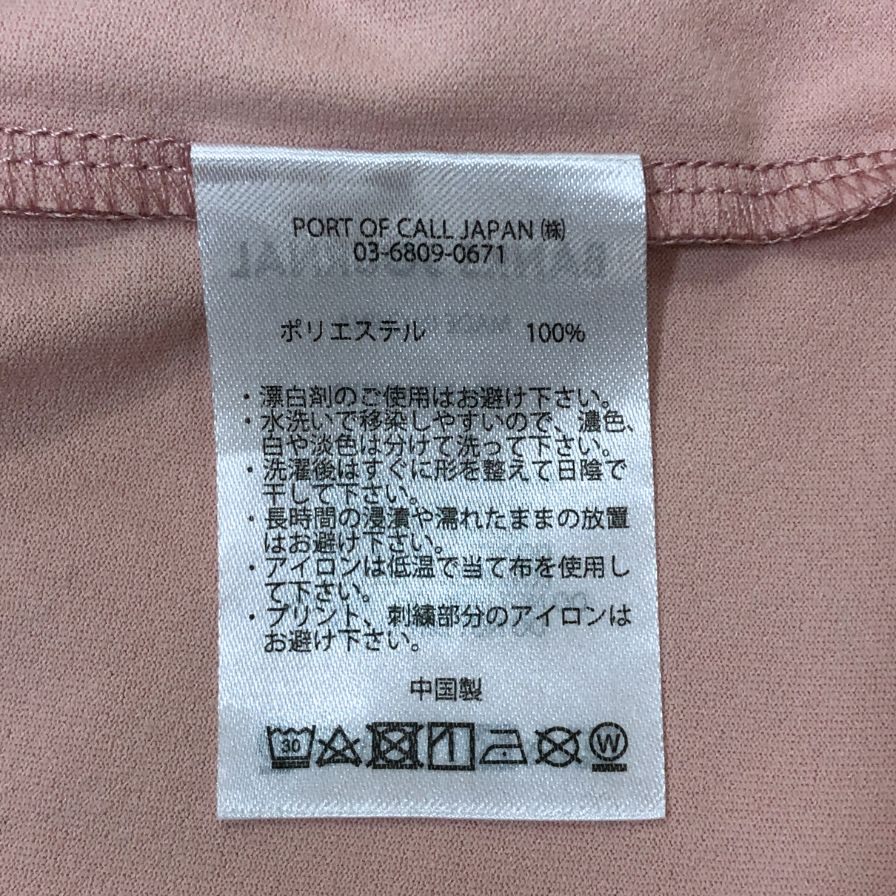 PORT OF CALL JAPAN ㈱
03-6809-0671
ポリエステル 100%
・漂白剤のご使用はお避け下さい。
・水洗いで移染しやすいので、濃色、
白や淡色は分けて洗って下さい。
・洗濯後はすぐに形を整えて日陰で
干して下さい。
・長時間の浸漬や濡れたままの放置
はお避け下さい。
・アイロンは低温で当て布を使用し
て下さい。
・プリント、刺繍部分のアイロンは
お避け下さい。
中国製
30 W